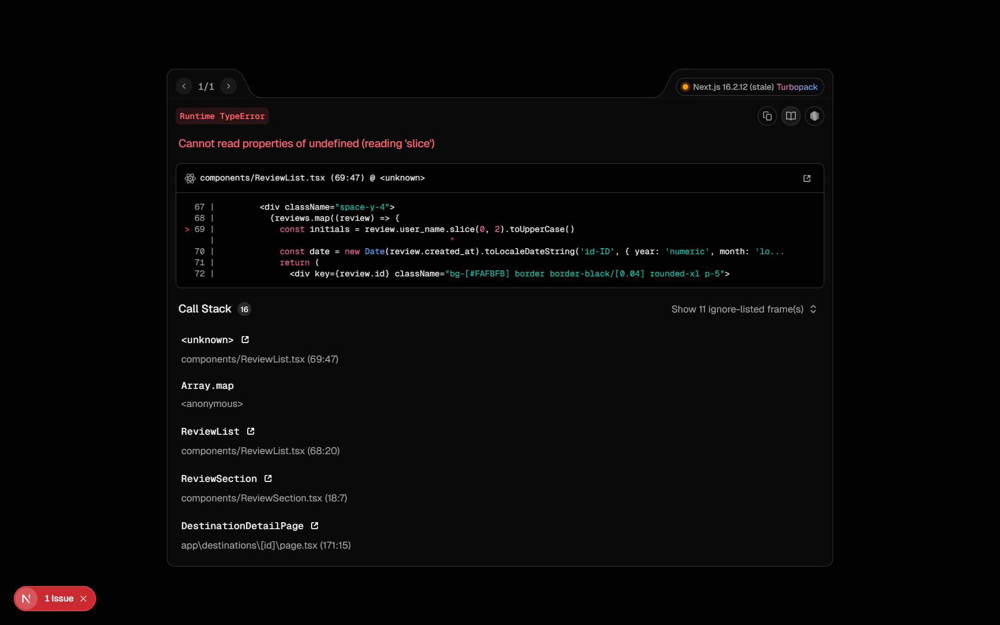 1/1
Next.js 16.2.12 (stale) Turbopack
Runtime TypeError
Cannot read properties of undefined (reading 'slice')
components/ReviewList.tsx (69:47) @ <unknown>
67 |         <div className="space-y-4">
68 |           {reviews.map((review) => {
> 69 |             const initials = review.user_name.slice(0, 2).toUpperCase()
|                                               ^
70 |             const date = new Date(review.created_at).toLocaleDateString('id-ID', { year: 'numeric', month: 'lo...
71 |             return (
72 |               <div key={review.id} className="bg-[#FAFBFB] border border-black/[0.04] rounded-xl p-5">
Call Stack 16
Show 11 ignore-listed frame(s)
<unknown>
components/ReviewList.tsx (69:47)
Array.map
<anonymous>
ReviewList
components/ReviewList.tsx (68:20)
ReviewSection
components/ReviewSection.tsx (18:7)
DestinationDetailPage
app\destinations\[id]\page.tsx (171:15)
N 1 Issue